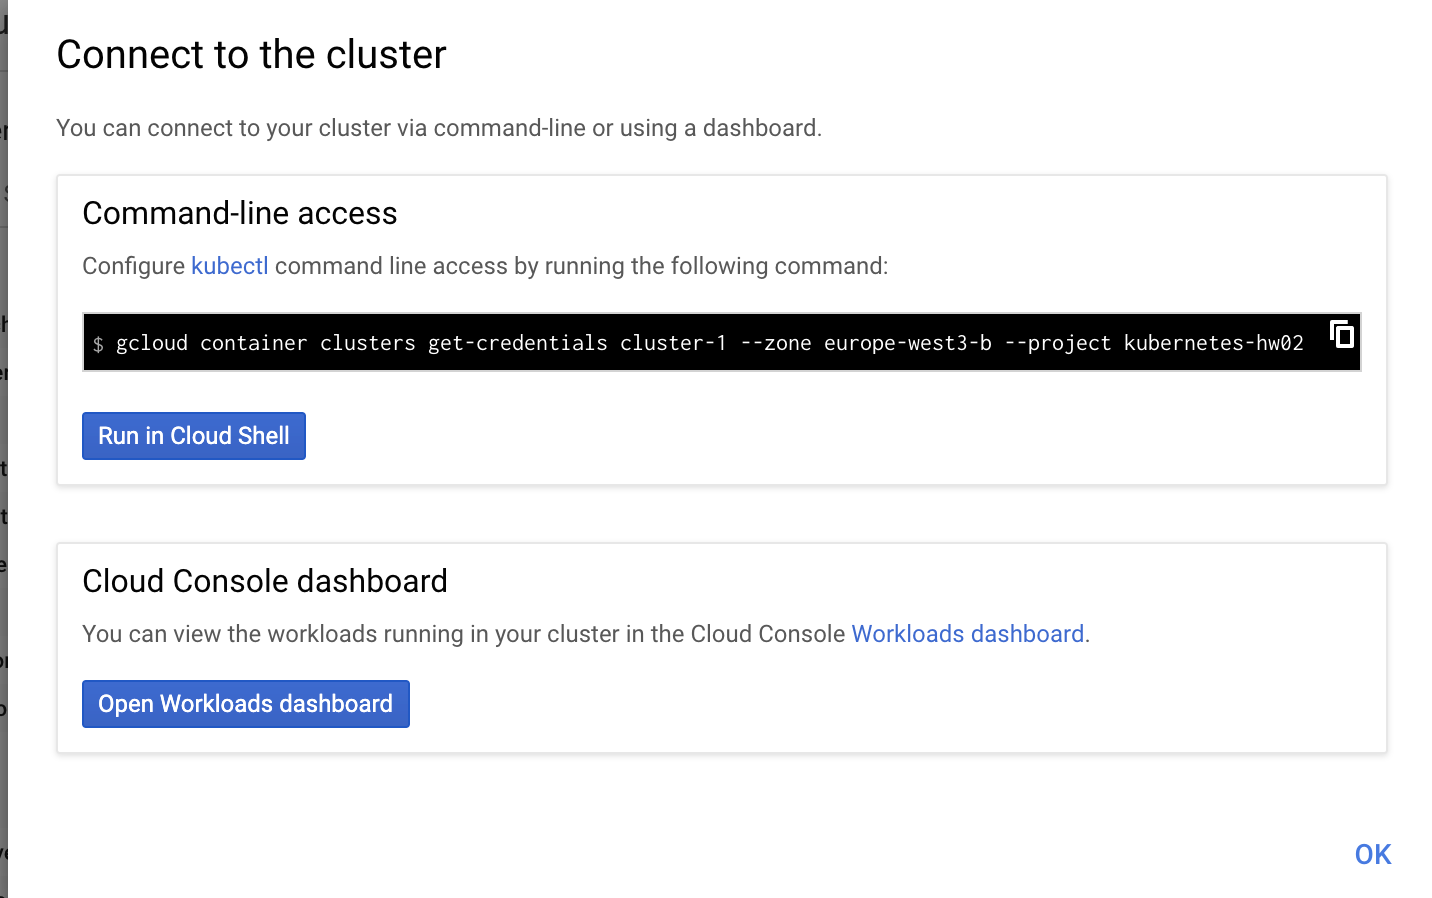 Connect to the cluster
You can connect to your cluster via command-line or using a dashboard.
Command-line access
Configure kubectl command line access by running the following command:
$ gcloud container clusters get-credentials cluster-1 --zone europe-west3-b --project kubernetes-hw02
Run in Cloud Shell
Cloud Console dashboard
You can view the workloads running in your cluster in the Cloud Console Workloads dashboard.
Open Workloads dashboard
OK